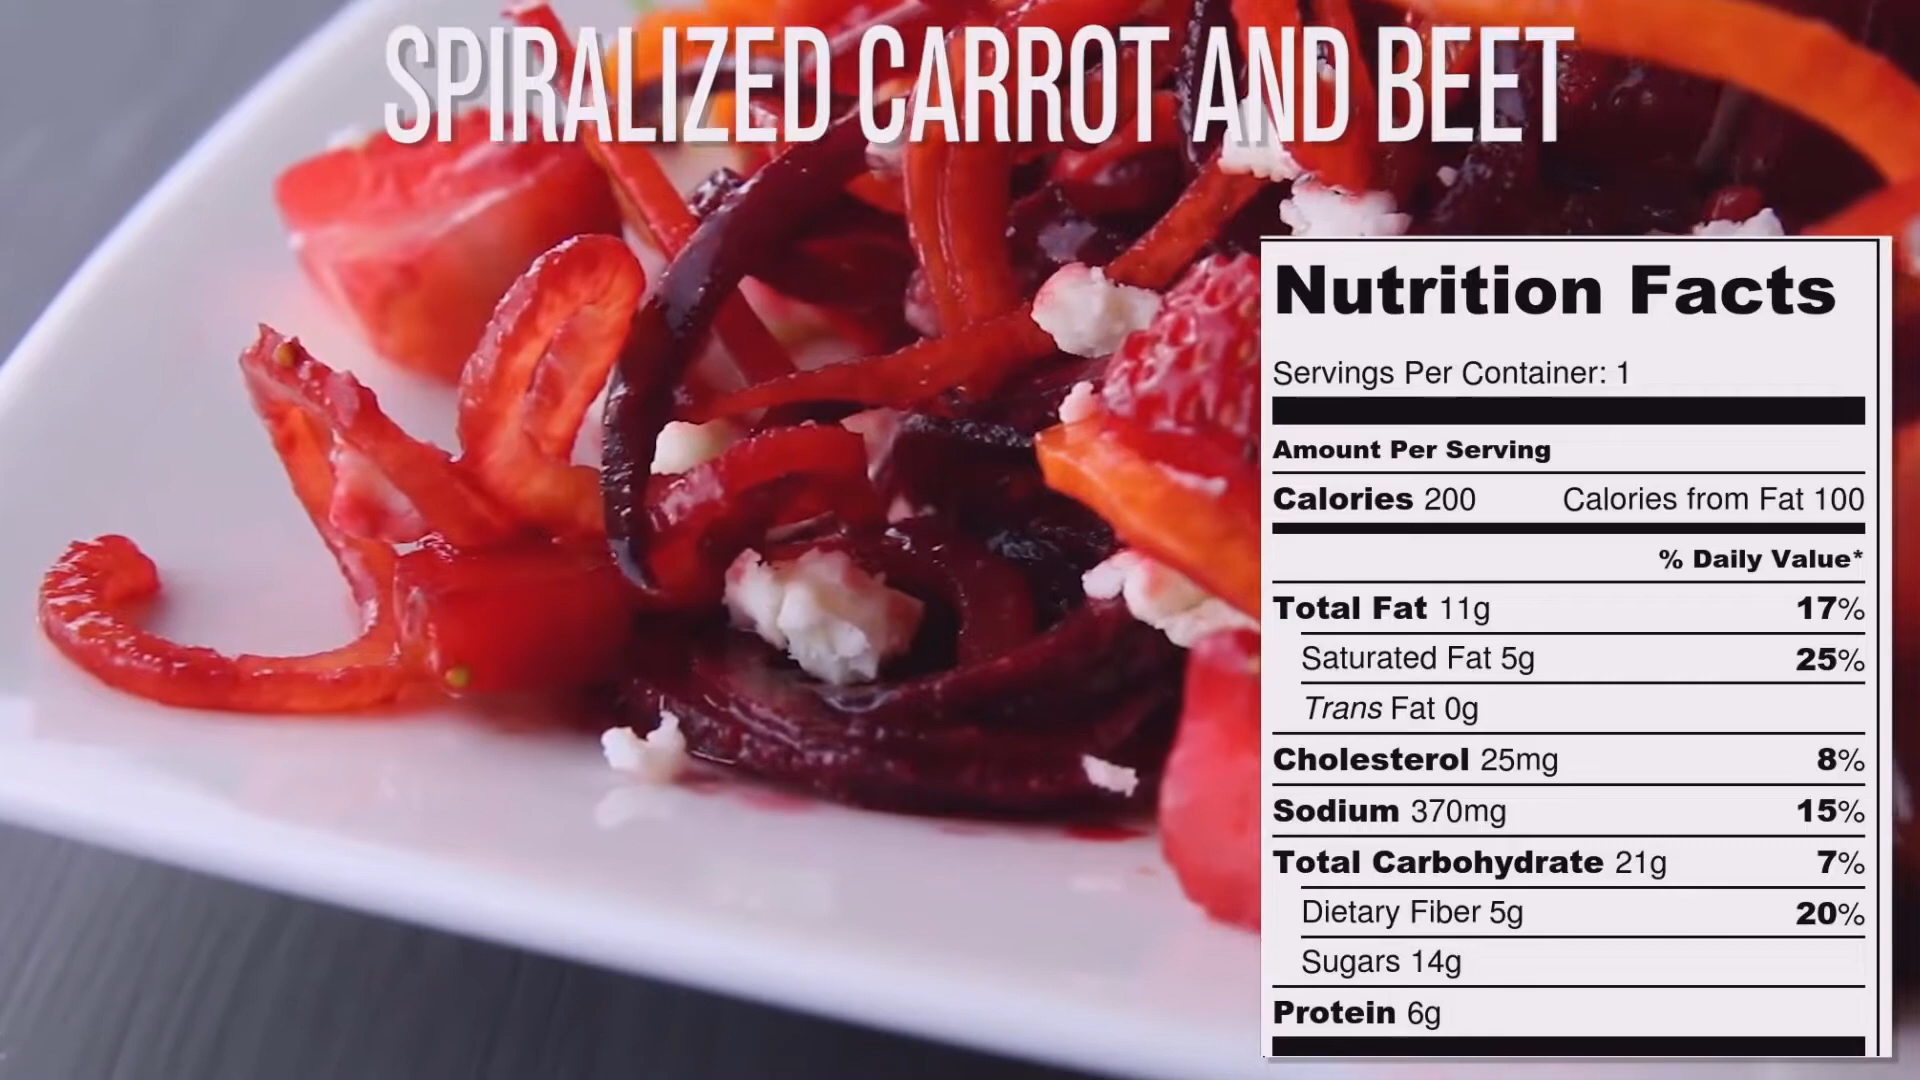 SPIRALIZED CARROT AND BEET
Nutrition Facts
Servings Per Container: 1
Amount Per Serving
Calories 200 Calories from Fat 100
% Daily Value*
Total Fat 11g 17%
Saturated Fat 5g 25%
Trans Fat 0g
Cholesterol 25mg 8%
Sodium 370mg 15%
Total Carbohydrate 21g 7%
Dietary Fiber 5g 20%
Sugars 14g
Protein 6g